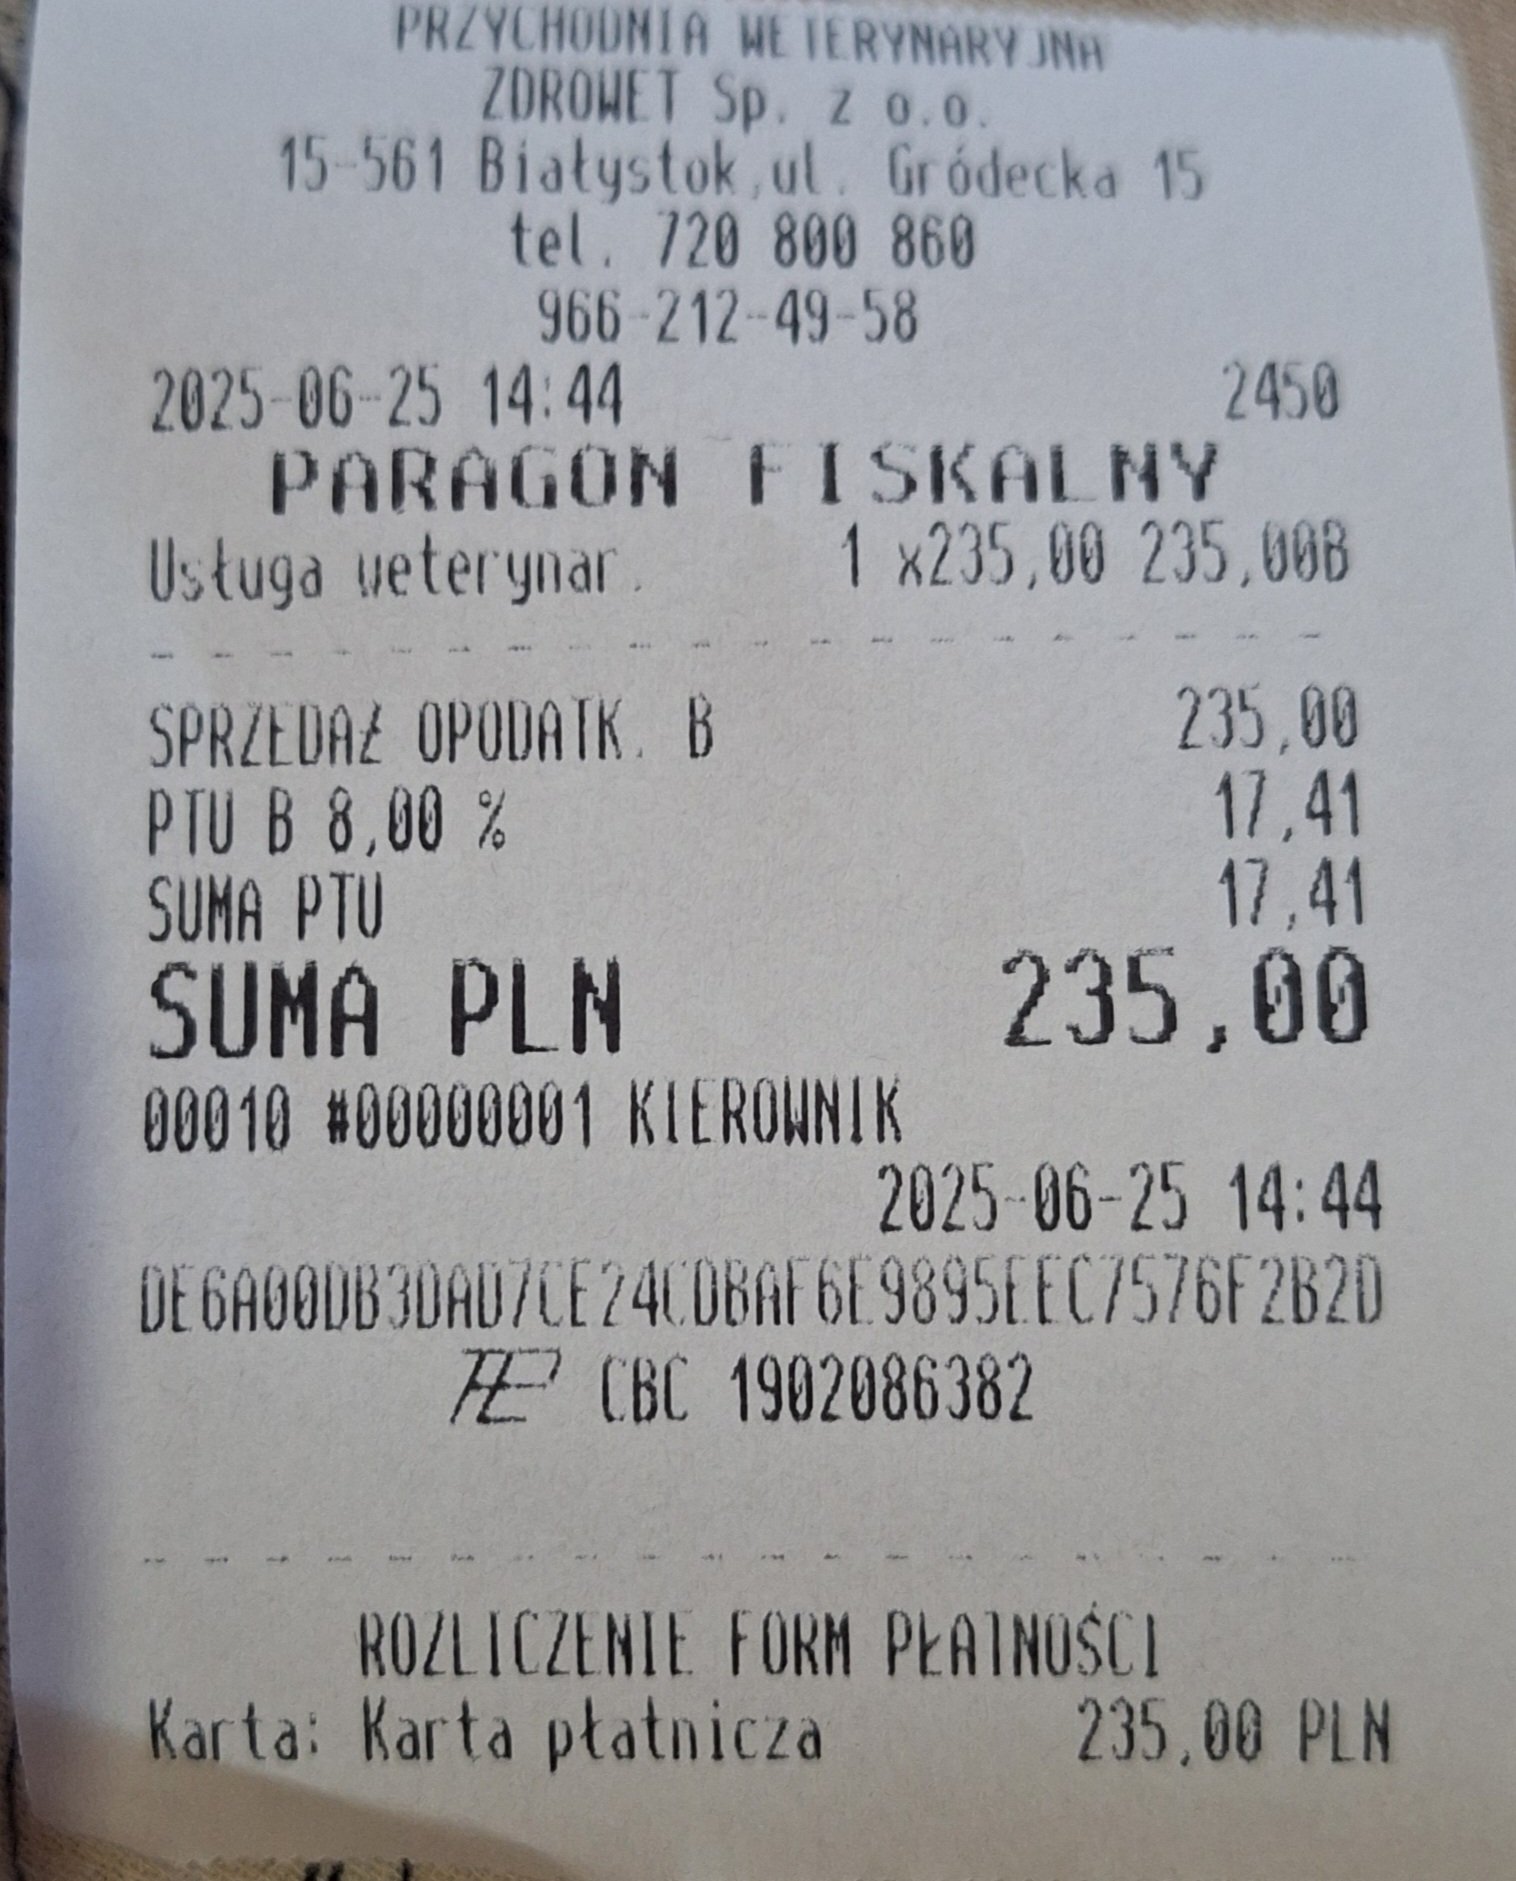 PRZYCHODNIA WETERYNARYJNA
ZDROWET Sp. z o.o.
15-561 Białystok,ul. Gródecka 15
tel. 720 800 860
966-212-49-58
2025-06-25 14:44 2450
PARAGON FISKALNY
Usługa weterynar. 1 x235,00 235,00B
SPRZEDAŻ OPODATK. B 235,00
PTU B 8,00 % 17,41
SUMA PTU 17,41
SUMA PLN 235,00
00010 #00000001 KIEROWNIK
2025-06-25 14:44
DE6A00DB3DAD7CE24CDBAF6E9895EEC7576F2B2D
CBC 1902086382
ROZLICZENIE FORM PŁATNOŚCI
Karta: Karta płatnicza 235,00 PLN